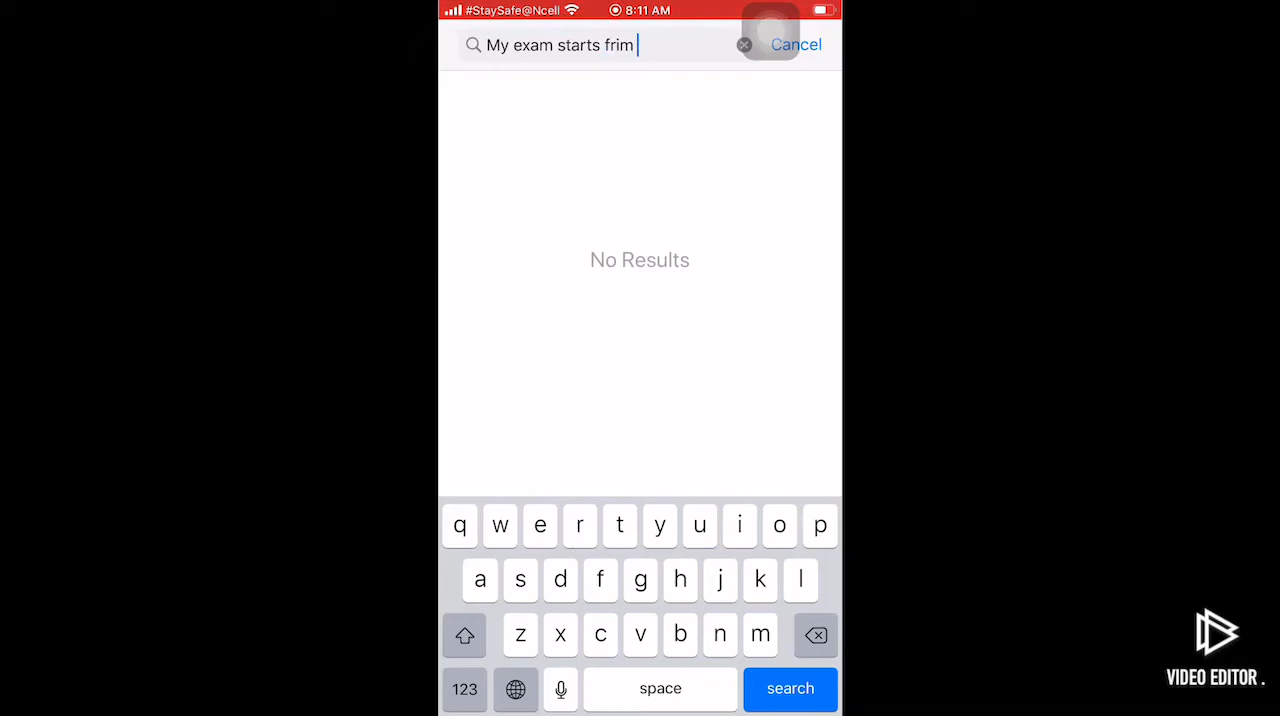 #StaySafe@Ncell 8:11 AM
My exam starts frim
Cancel
No Results
q w e r t y u i o p
a s d f g h j k l
z x c v b n m
123 space search
VIDEO EDITOR .